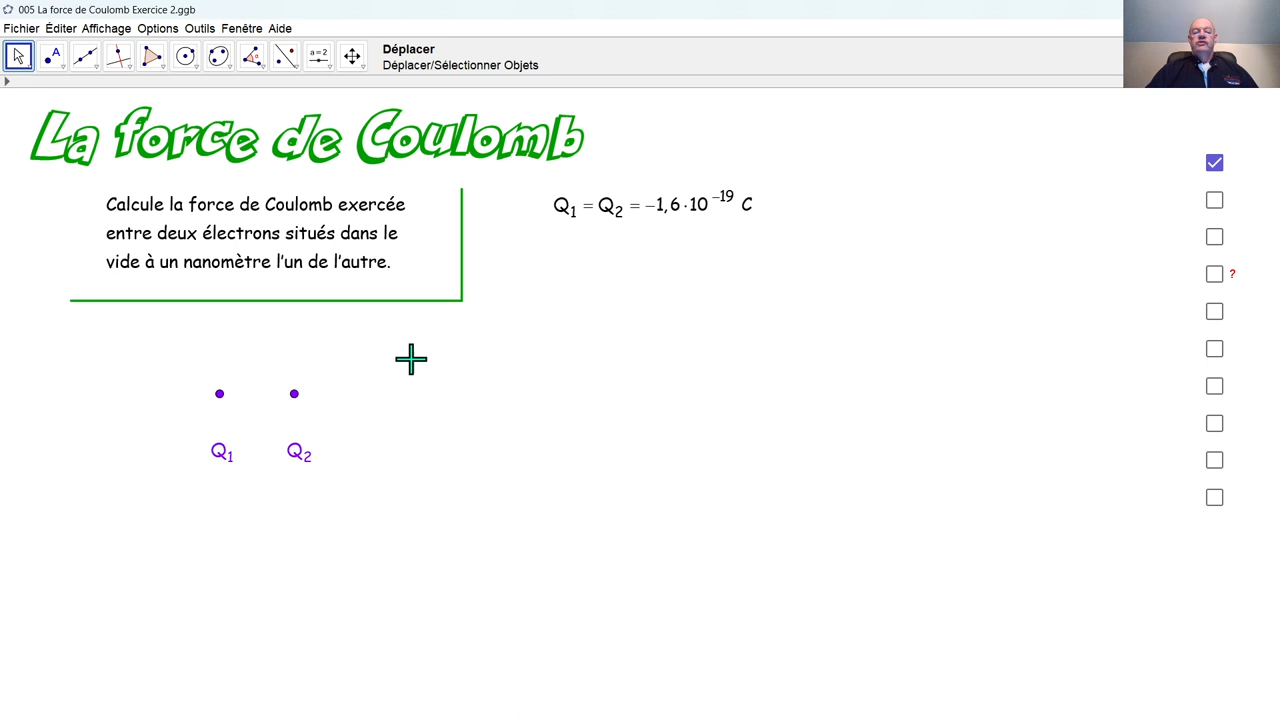 005 La force de Coulomb Exercice 2.ggb
Fichier Éditer Affichage Options Outils Fenêtre Aide
A
a=2
Déplacer
Déplacer/Sélectionner Objets
La force de Coulomb
Calcule la force de Coulomb exercée
entre deux électrons situés dans le
vide à un nanomètre l'un de l'autre.
Q₁ = Q₂ = −1,6·10⁻¹⁹ C
?
Q₁ Q₂